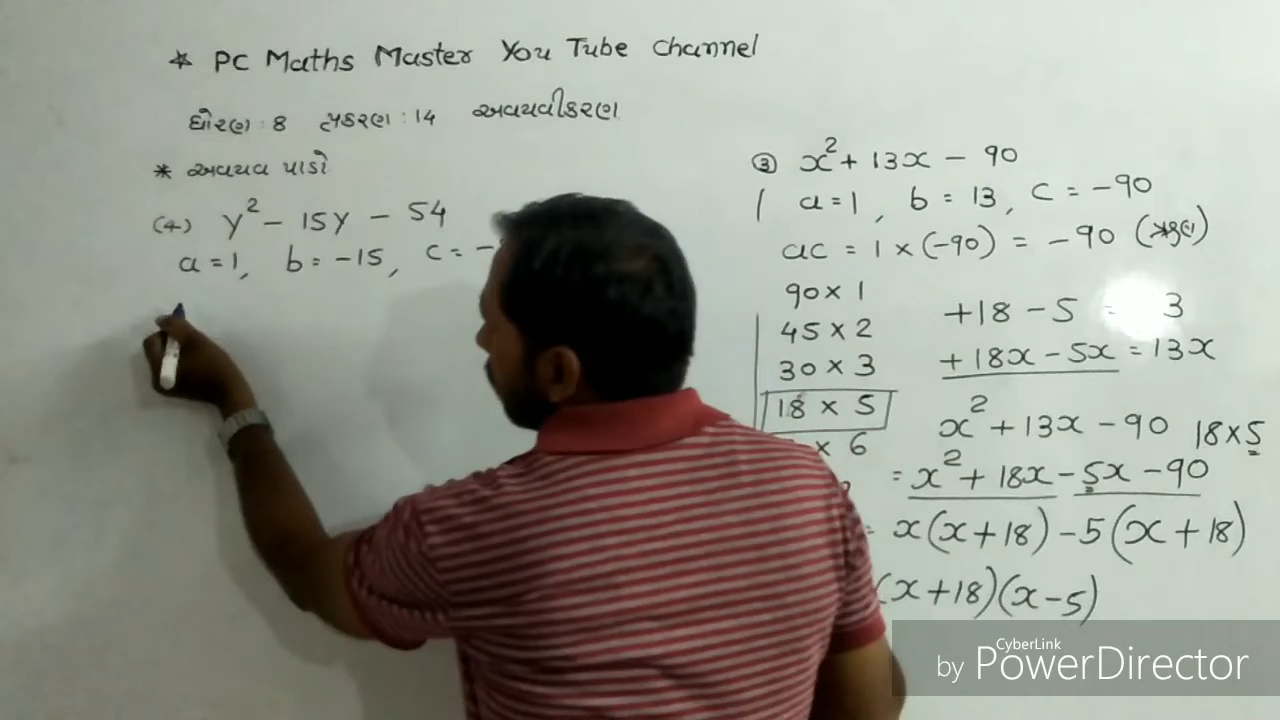 * PC Maths Master You Tube Channel
ધોરણ : 8 પ્રકરણ : 14 અવયવીકરણ
* અવયવ પાડો
(૪) y² - 15y - 54
a = 1, b = -15, c = -
③ x² + 13x - 90
a = 1, b = 13, c = -90
ac = 1 × (-90) = -90 (ઋણ)
90 × 1
45 × 2
30 × 3
18 × 5
× 6
+18 - 5 = 3
+18x - 5x = 13x
x² + 13x - 90 18×5
= x² + 18x - 5x - 90
= x(x + 18) - 5(x + 18)
(x + 18)(x - 5)
CyberLink
by PowerDirector